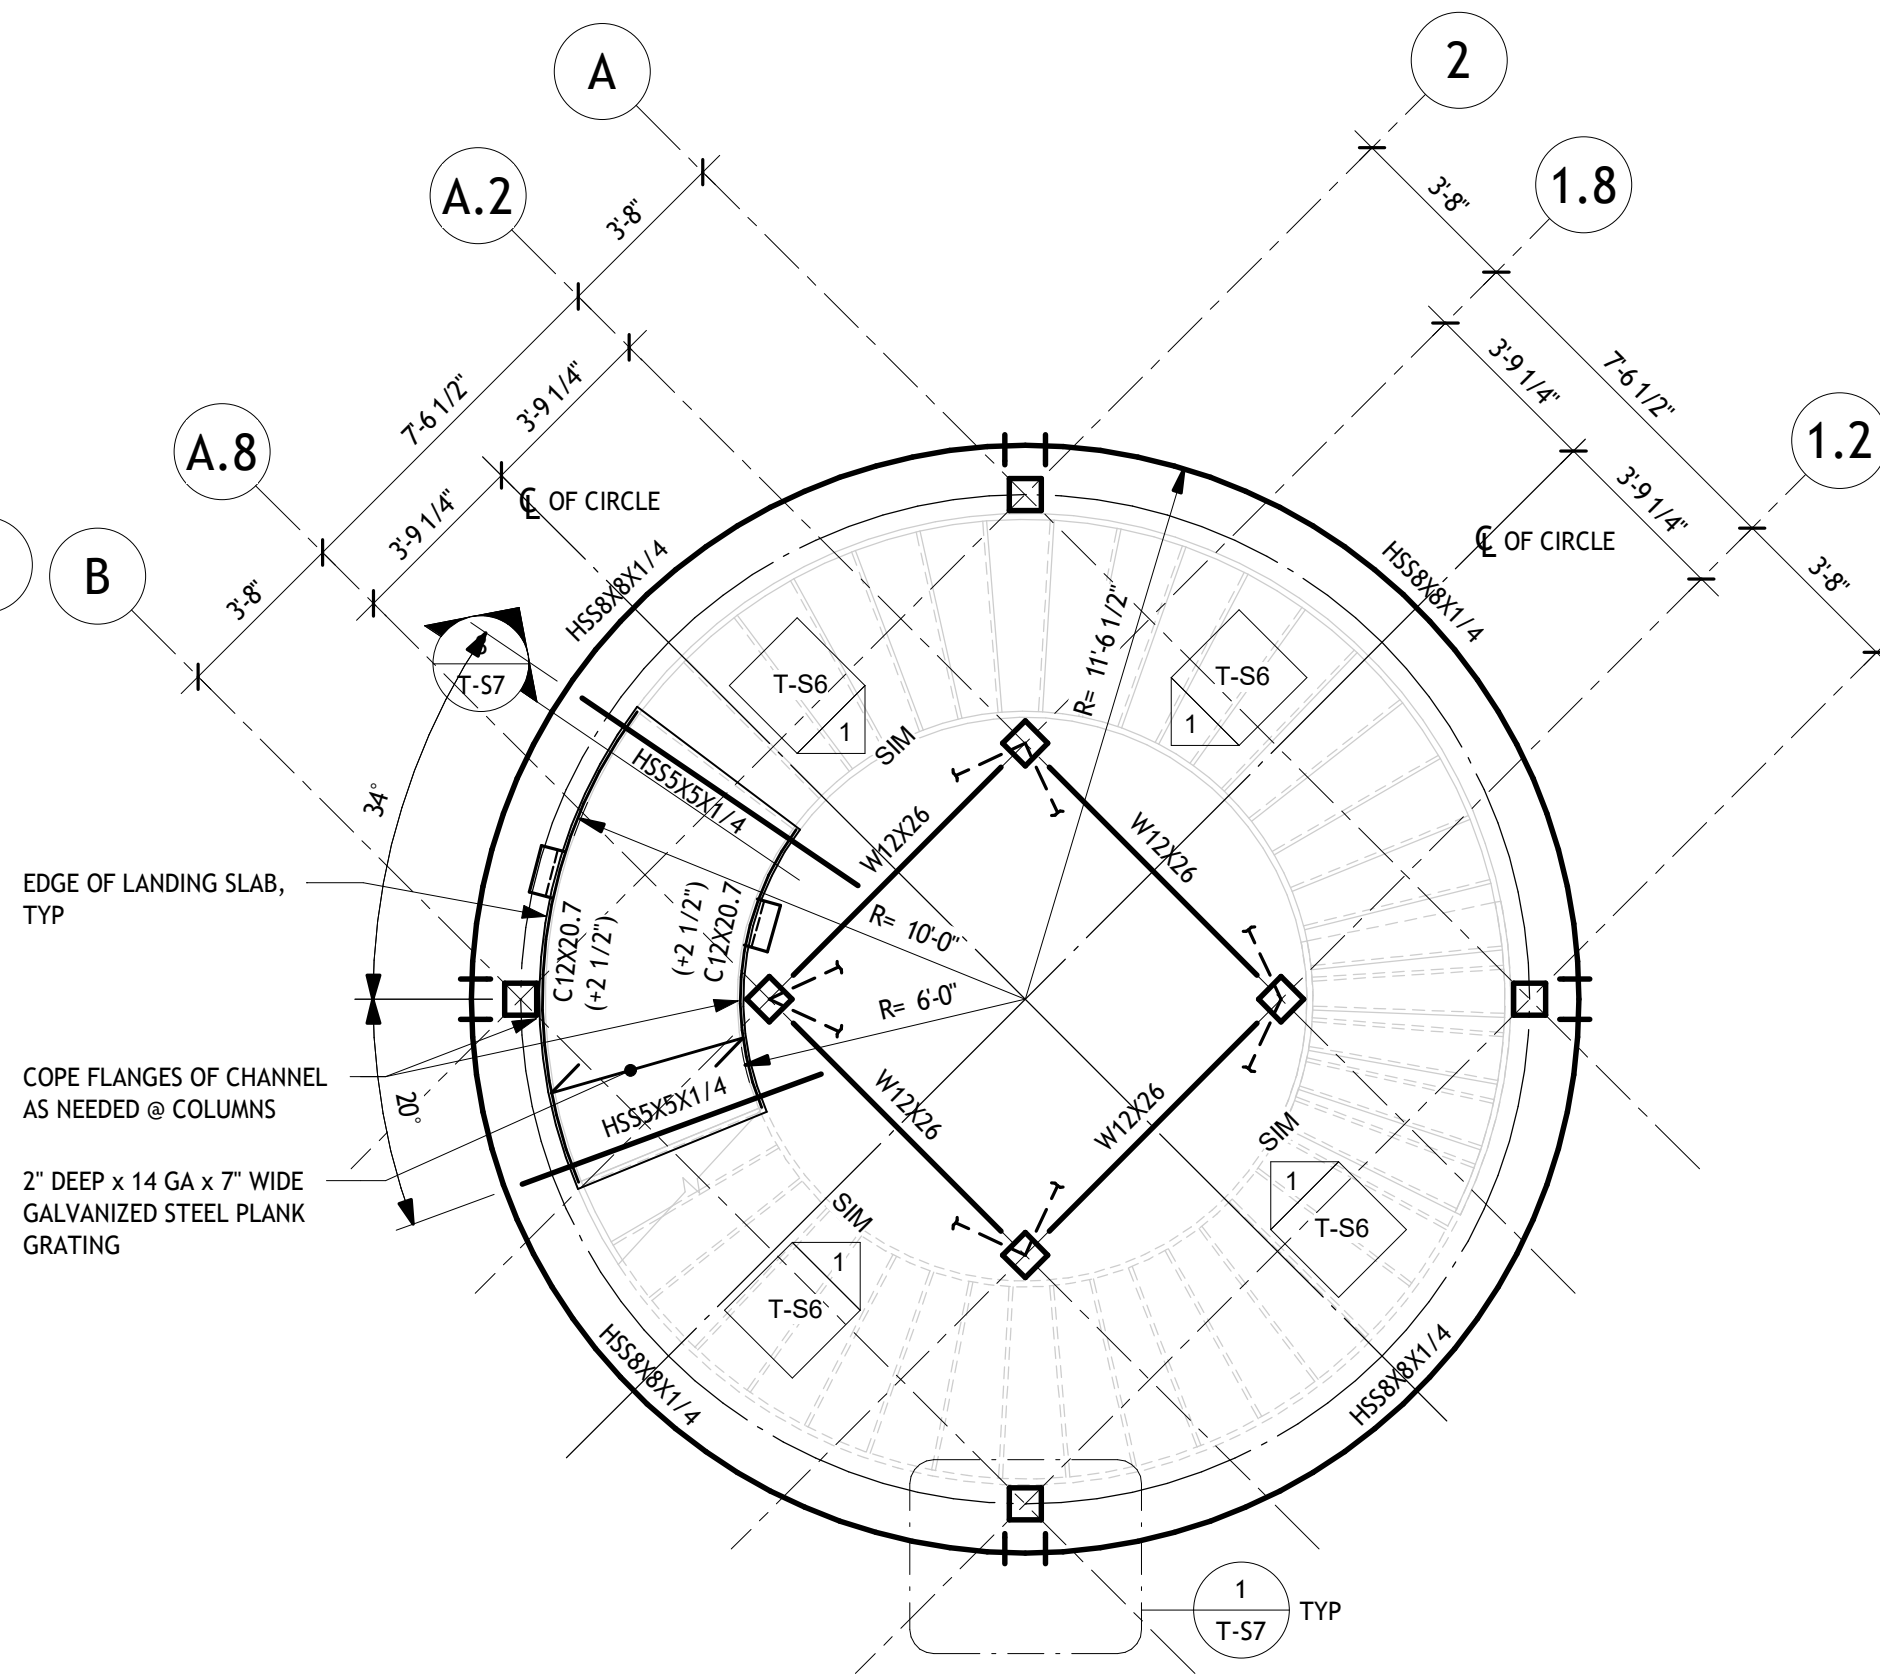 A
2
A.2
1.8
3'-8"
3'-8"
7'-6 1/2"
3'-9 1/4"
3'-9 1/4"
7'-6 1/2"
A.8
1.2
℄ OF CIRCLE
3'-9 1/4"
3'-9 1/4"
℄ OF CIRCLE
B
3'-8"
3'-8"
HSS8X8X1/4
HSS8X8X1/4
T-S7
T-S6
1
SIM
R= 11'-6 1/2"
T-S6
1
HSS5X5X1/4
34°
W12X26
W12X26
EDGE OF LANDING SLAB,
TYP
C12X20.7
(+2 1/2")
(+2 1/2")
C12X20.7
R= 10'-0"
R= 6'-0"
COPE FLANGES OF CHANNEL
AS NEEDED @ COLUMNS
20°
HSS5X5X1/4
W12X26
W12X26
2" DEEP x 14 GA x 7" WIDE
GALVANIZED STEEL PLANK
GRATING
SIM
SIM
1
T-S6
1
T-S6
HSS8X8X1/4
HSS8X8X1/4
1
T-S7
TYP